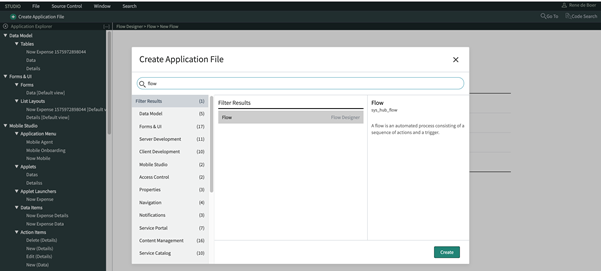 STUDIO File Source Control Window Search Rene de Boer
Create Application File Go To Code Search
Application Explorer Flow Designer > Flow > New Flow
Data Model
Tables
Now Expense 1575972858044
Data
Details
Forms & UI
Forms
Data [Default view]
List Layouts
Now Expense 1575972858044 [Default v
Details [Default view]
Mobile Studio
Application Menu
Mobile Agent
Mobile Onboarding
New Mobile
Applets
Datas
Detailss
Applet Launchers
Now Expense
Data Items
Now Expense Details
Now Expense Data
Action Items
Delete (Details)
New (Details)
Edit (Details)
New (Data)
Create Application File
flow
Filter Results (1)
Data Model (5)
Forms & UI (17)
Server Development (11)
Client Development (10)
Mobile Studio (2)
Access Control (2)
Properties (3)
Navigation (4)
Notifications (3)
Service Portal (7)
Content Management (16)
Service Catalog (10)
Filter Results
Flow Flow Designer
Flow
sys_hub_flow
A flow is an automated process consisting of a
sequence of actions and a trigger.
Create